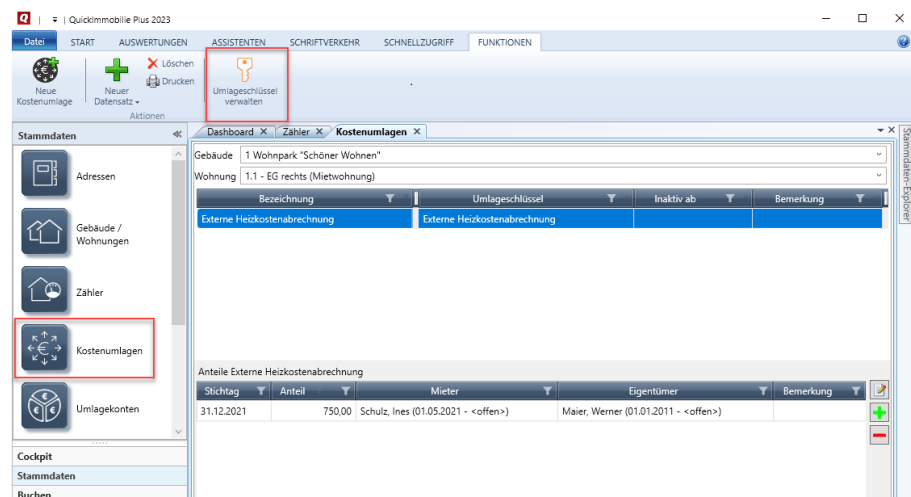 QuickImmobilie Plus 2023
Datei START AUSWERTUNGEN ASSISTENTEN SCHRIFTVERKEHR SCHNELLZUGRIFF FUNKTIONEN
Neue Kostenumlage
Neuer Datensatz
Löschen
Drucken
Umlageschlüssel verwalten
Aktionen
Stammdaten
Dashboard Zähler Kostenumlagen
Stammdaten-Explorer
Adressen
Gebäude / Wohnungen
Zähler
Kostenumlagen
Umlagekonten
Cockpit
Stammdaten
Buchen
Gebäude 1 Wohnpark "Schöner Wohnen"
Wohnung 1.1 - EG rechts (Mietwohnung)
Bezeichnung Umlageschlüssel Inaktiv ab Bemerkung
Externe Heizkostenabrechnung Externe Heizkostenabrechnung
Anteile Externe Heizkostenabrechnung
Stichtag Anteil Mieter Eigentümer Bemerkung
31.12.2021 750,00 Schulz, Ines (01.05.2021 - <offen>) Maier, Werner (01.01.2011 - <offen>)